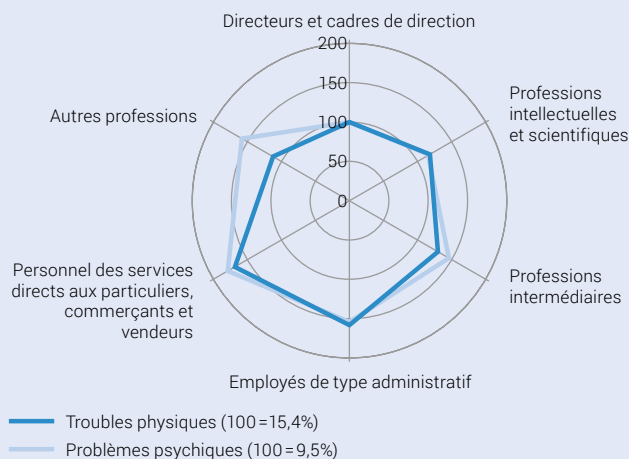 Directeurs et cadres de direction
200
150
100
50
0
Professions
intellectuelles
et scientifiques
Professions
intermédiaires
Employés de type administratif
Personnel des services
directs aux particuliers,
commerçants et
vendeurs
Autres professions
Troubles physiques (100=15,4%)
Problèmes psychiques (100=9,5%)